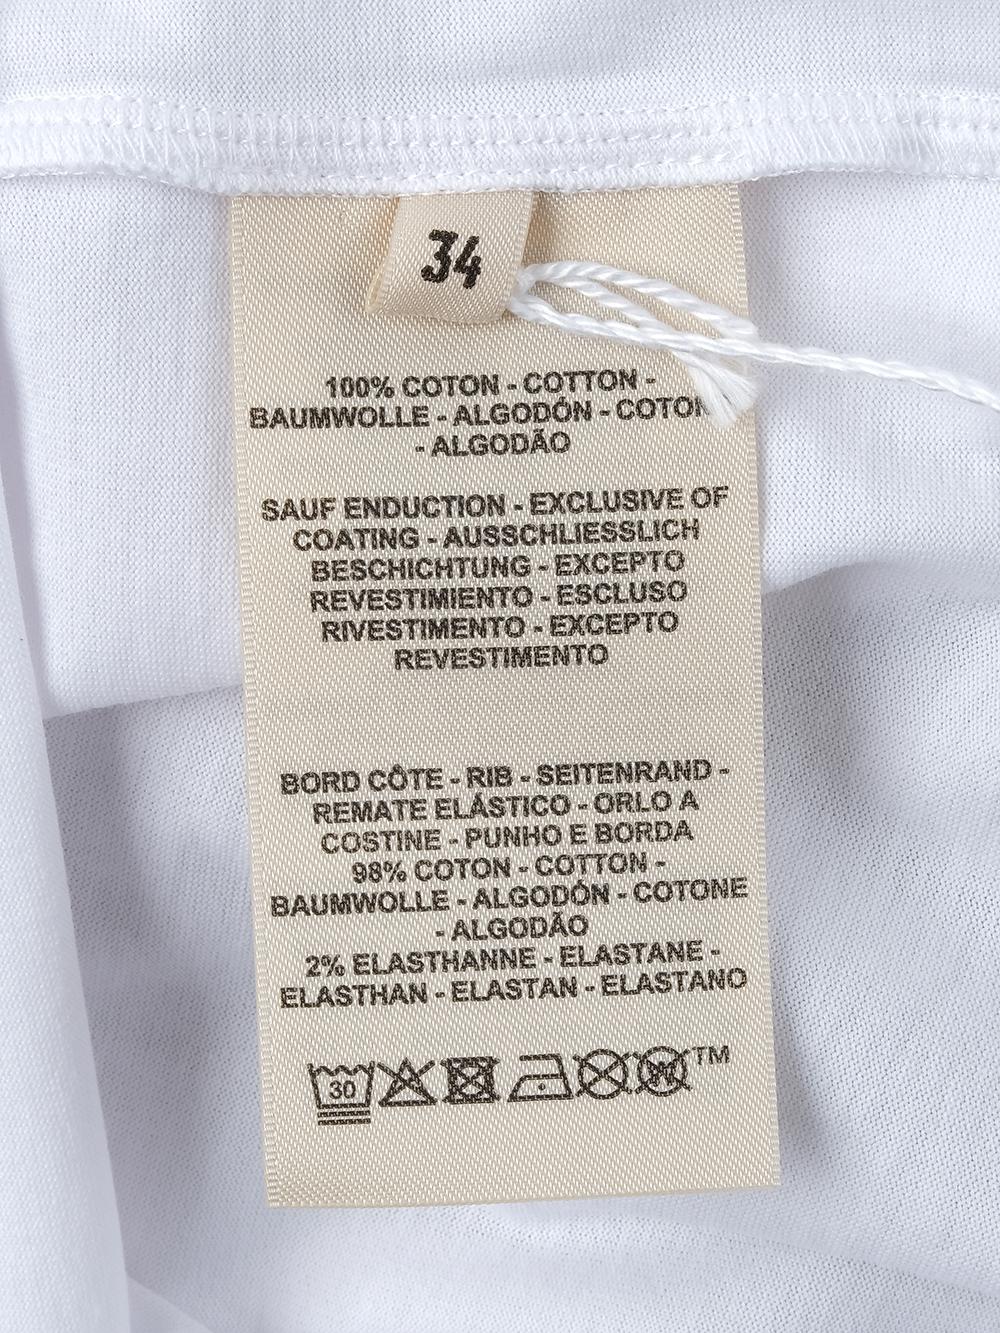 34
100% COTON - COTTON -
BAUMWOLLE - ALGODÓN -
- ALGODÃO
SAUF ENDUCTION - EXCLUSIVE OF
COATING - AUSSCHLIESSLICH
BESCHICHTUNG - EXCEPTO
REVESTIMIENTO - ESCLUSO
RIVESTIMENTO - EXCEPTO
REVESTIMENTO
BORD CÔTE - RIB - SEITENRAND -
REMATE ELÁSTICO - ORLO A
COSTINE - PUNHO E BORDA
98% COTON - COTTON -
BAUMWOLLE - ALGODÓN - COTONE
- ALGODÃO
2% ELASTHANNE - ELASTANE -
ELASTHAN - ELASTAN - ELASTANO
30 W TM